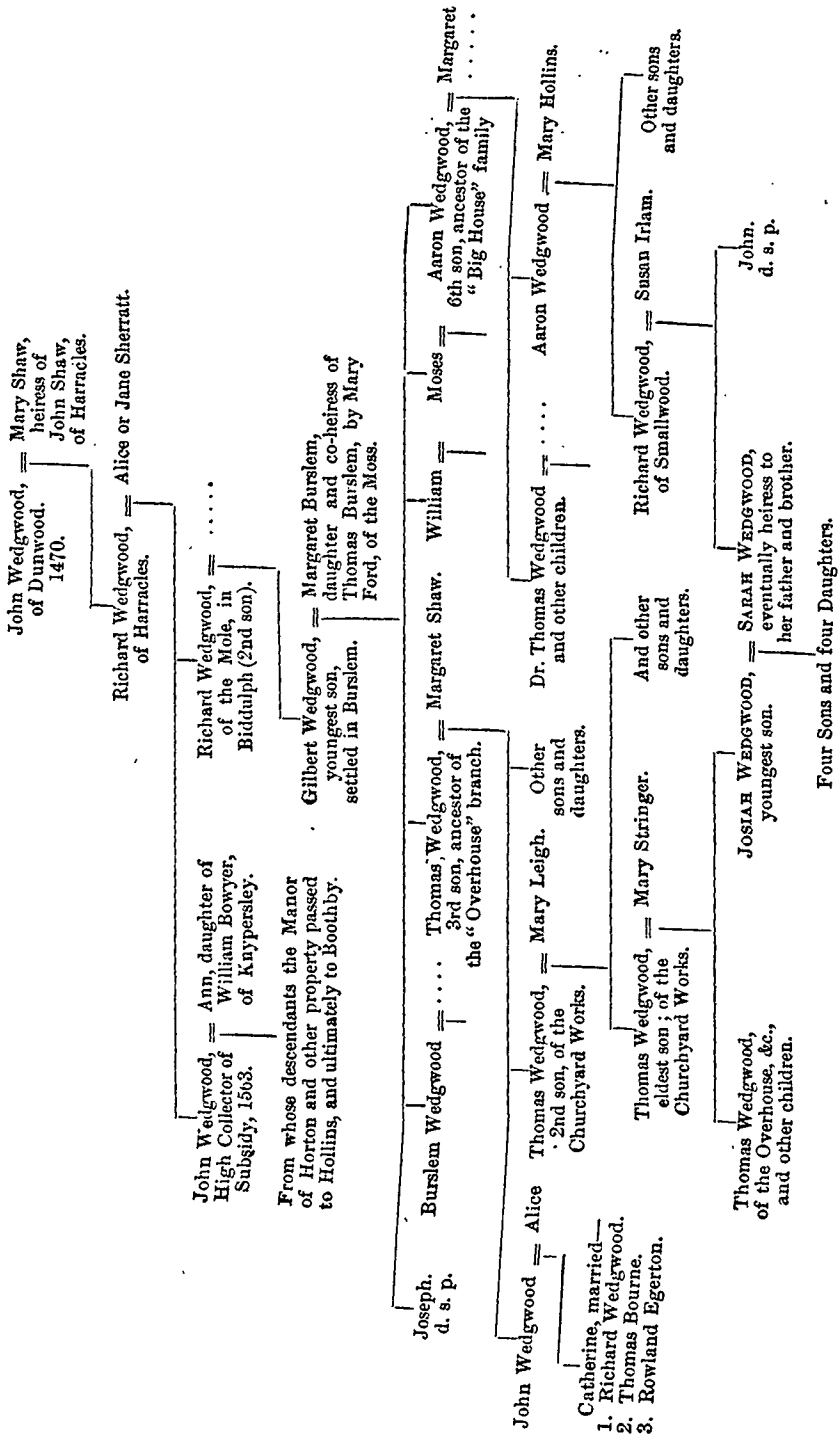 John Wedgwood, = Mary Shaw,
of Dunwood. heiress of
1470. John Shaw,
of Harracles.
Richard Wedgwood, = Alice or Jane Sherratt.
of Harracles.
John Wedgwood, = Ann, daughter of
High Collector of William Bowyer,
Subsidy, 1563. of Knypersley.
From whose descendants the Manor
of Horton and other property passed
to Hollins, and ultimately to Boothby.
Richard Wedgwood, = .....
of the Mole, in
Biddulph (2nd son).
Gilbert Wedgwood, = Margaret Burslem,
youngest son, daughter and co-heiress of
settled in Burslem. Thomas Burslem, by Mary
Ford, of the Moss.
Joseph.
d. s. p.
Burslem Wedgwood = ....
Thomas Wedgwood, = Margaret Shaw.
3rd son, ancestor of
the "Overhouse" branch.
William =
Moses =
Aaron Wedgwood, = Margaret
6th son, ancestor of the .....
"Big House" family
John Wedgwood = Alice
Thomas Wedgwood, = Mary Leigh.
2nd son, of the
Churchyard Works.
Other
sons and
daughters.
Dr. Thomas Wedgwood = ....
and other children.
Aaron Wedgwood = Mary Hollins.
Catherine, married—
1. Richard Wedgwood.
2. Thomas Bourne.
3. Rowland Egerton.
Thomas Wedgwood, = Mary Stringer.
eldest son; of the
Churchyard Works.
And other
sons and
daughters.
Richard Wedgwood, = Susan Irlam.
of Smallwood.
Other sons
and daughters.
Thomas Wedgwood,
of the Overhouse, &c.,
and other children.
JOSIAH WEDGWOOD, = SARAH WEDGWOOD,
youngest son. eventually heiress to
her father and brother.
John.
d. s. p.
Four Sons and four Daughters.